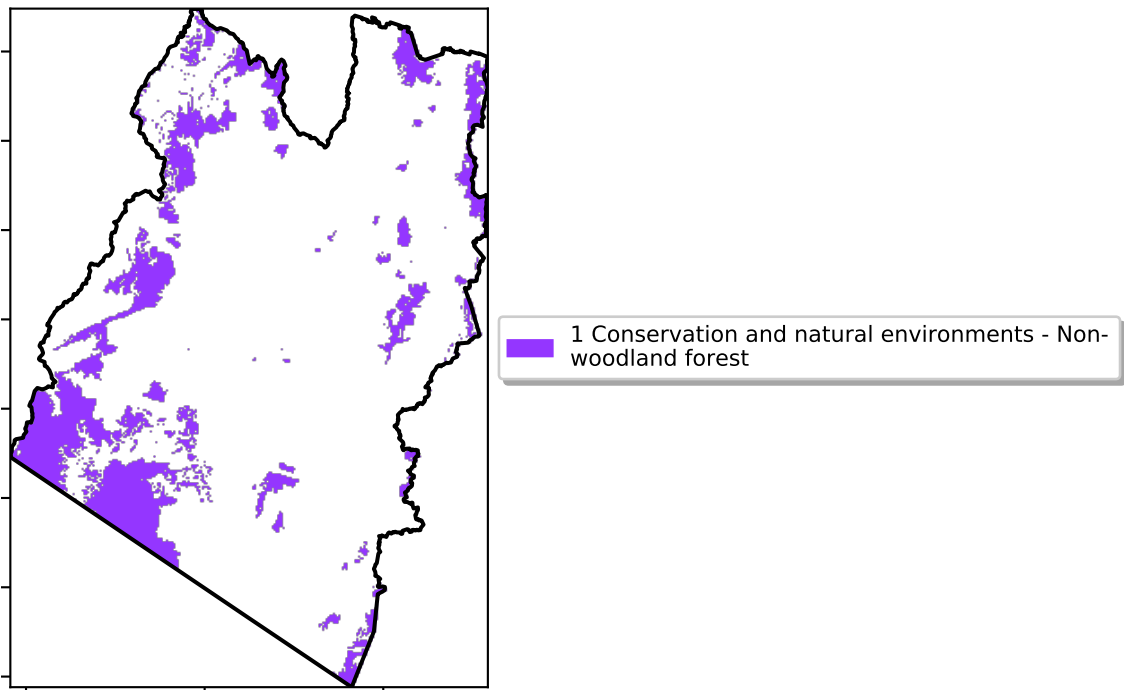 1 Conservation and natural environments - Non-
woodland forest